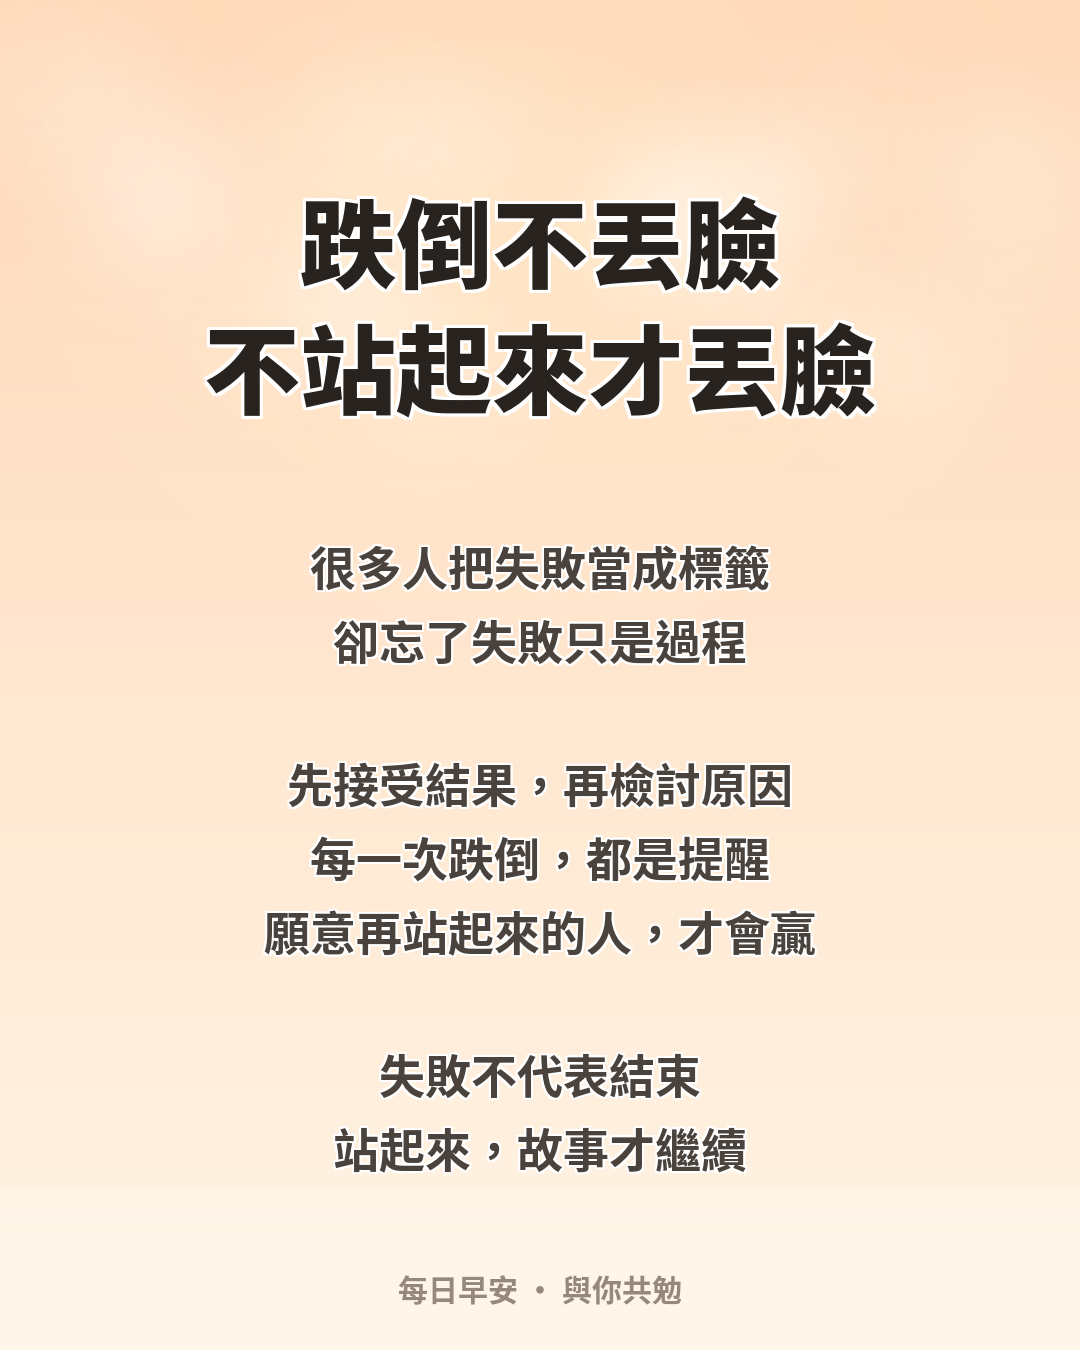 跌倒不丟臉
不站起來才丟臉
很多人把失敗當成標籤
卻忘了失敗只是過程
先接受結果，再檢討原因
每一次跌倒，都是提醒
願意再站起來的人，才會贏
失敗不代表結束
站起來，故事才繼續
每日早安 · 與你共勉